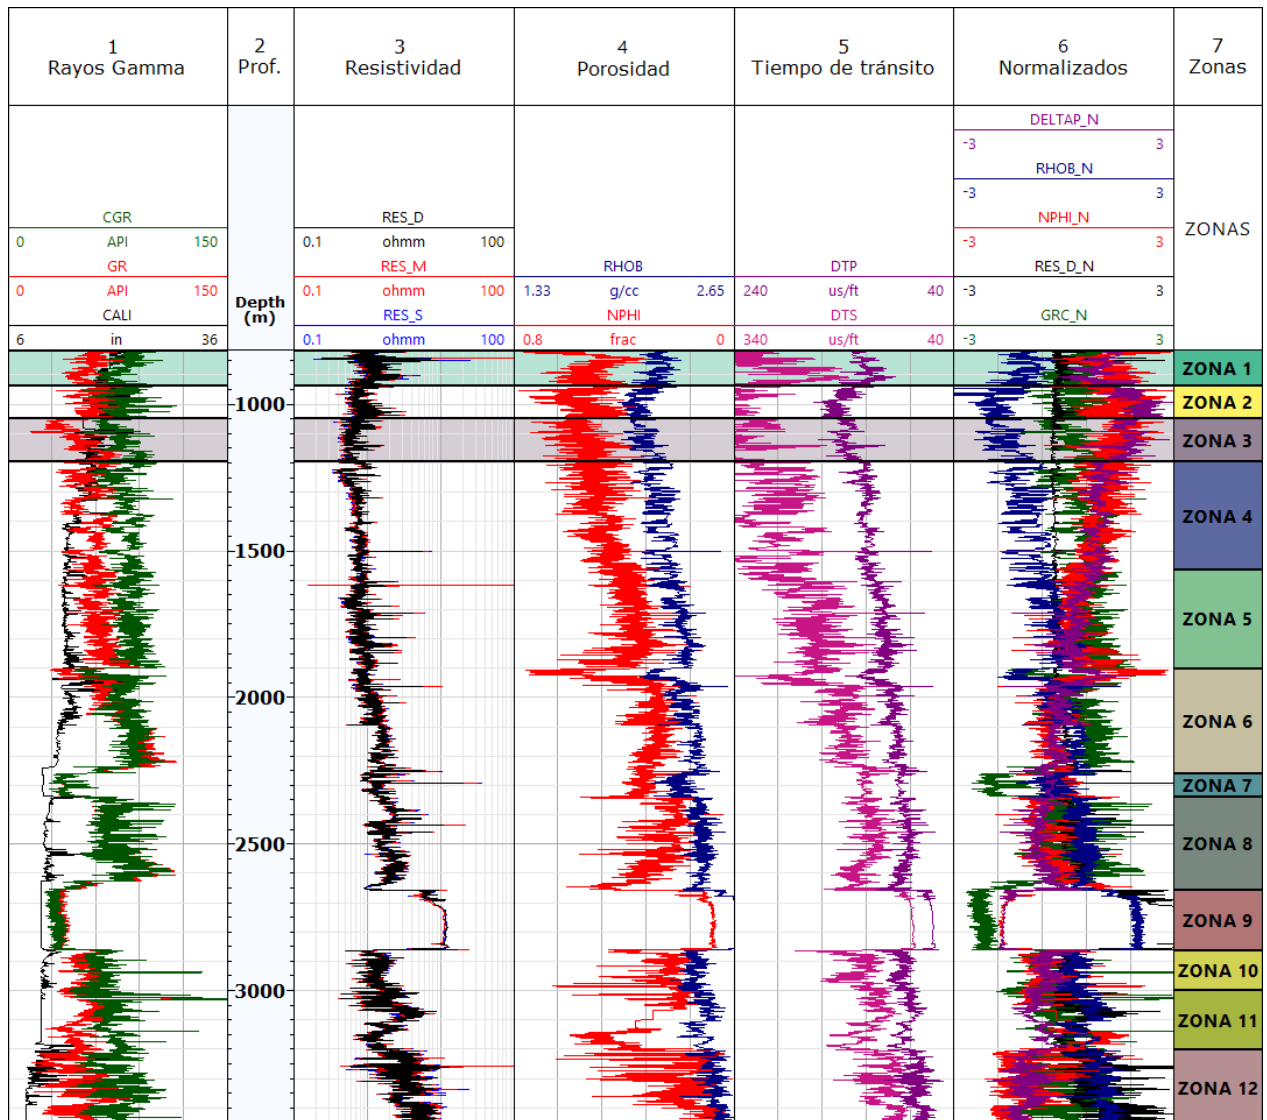 1
Rayos Gamma
2
Prof.
3
Resistividad
4
Porosidad
5
Tiempo de tránsito
6
Normalizados
7
Zonas
CGR
0 API 150
GR
0 API 150
CALI
6 in 36
Depth
(m)
RES_D
0.1 ohmm 100
RES_M
0.1 ohmm 100
RES_S
0.1 ohmm 100
RHOB
1.33 g/cc 2.65
NPHI
0.8 frac 0
DTP
240 us/ft 40
DTS
340 us/ft 40
DELTAP_N
-3 3
RHOB_N
-3 3
NPHI_N
-3 3
RES_D_N
-3 3
GRC_N
-3 3
ZONAS
1000
1500
2000
2500
3000
ZONA 1
ZONA 2
ZONA 3
ZONA 4
ZONA 5
ZONA 6
ZONA 7
ZONA 8
ZONA 9
ZONA 10
ZONA 11
ZONA 12